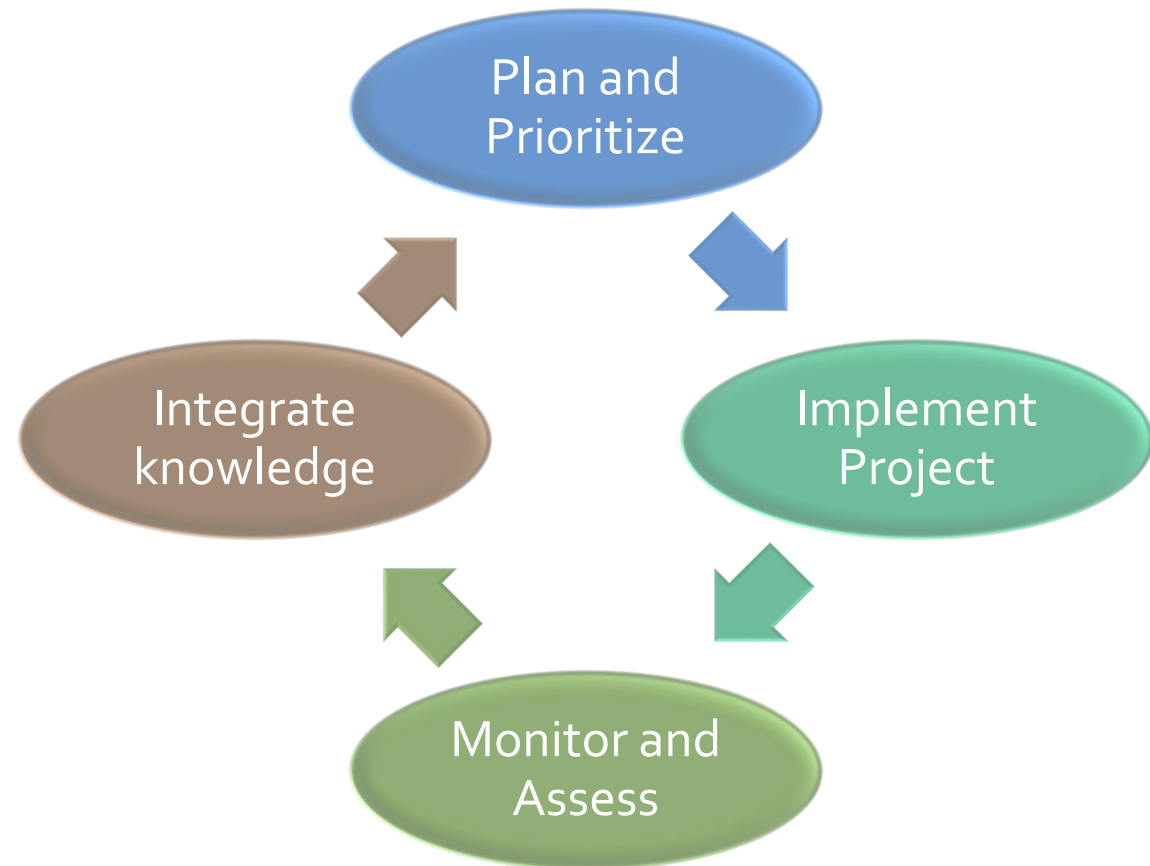 Plan and
Prioritize
Implement
Project
Monitor and
Assess
Integrate
knowledge